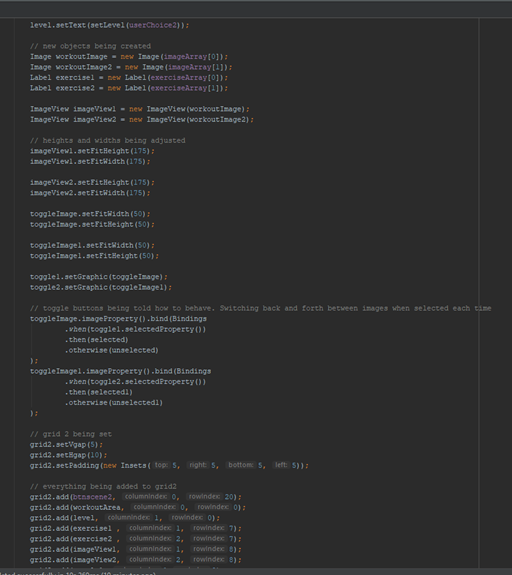 level.setText(setLevel(userChoice2));
// new objects being created
Image workoutImage = new Image(imageArray[0]);
Image workoutImage2 = new Image(imageArray[1]);
Label exercise1 = new Label(exerciseArray[0]);
Label exercise2 = new Label(exerciseArray[1]);
ImageView imageView1 = new ImageView(workoutImage);
ImageView imageView2 = new ImageView(workoutImage2);
// heights and widths being adjusted
imageView1.setFitHeight(175);
imageView1.setFitWidth(175);
imageView2.setFitHeight(175);
imageView2.setFitWidth(175);
toggleImage.setFitWidth(50);
toggleImage.setFitHeight(50);
toggleImage1.setFitWidth(50);
toggleImage1.setFitHeight(50);
toggle1.setGraphic(toggleImage);
toggle2.setGraphic(toggleImage1);
// toggle buttons being told how to behave. Switching back and forth between images when selected each time
toggleImage.imageProperty().bind(Bindings
.when(toggle1.selectedProperty())
.then(selected)
.otherwise(unselected)
);
toggleImage1.imageProperty().bind(Bindings
.when(toggle2.selectedProperty())
.then(selected1)
.otherwise(unselected1)
);
// grid 2 being set
grid2.setVgap(5);
grid2.setHgap(10);
grid2.setPadding(new Insets( top: 5, right: 5, bottom: 5, left: 5));
// everything being added to grid2
grid2.add(btnscene2, columnIndex: 0, rowIndex: 20);
grid2.add(workoutArea, columnIndex: 0, rowIndex: 0);
grid2.add(level, columnIndex: 1, rowIndex: 0);
grid2.add(exercise1 , columnIndex: 1, rowIndex: 7);
grid2.add(exercise2 , columnIndex: 2, rowIndex: 7);
grid2.add(imageView1, columnIndex: 1, rowIndex: 8);
grid2.add(imageView2, columnIndex: 2, rowIndex: 8);